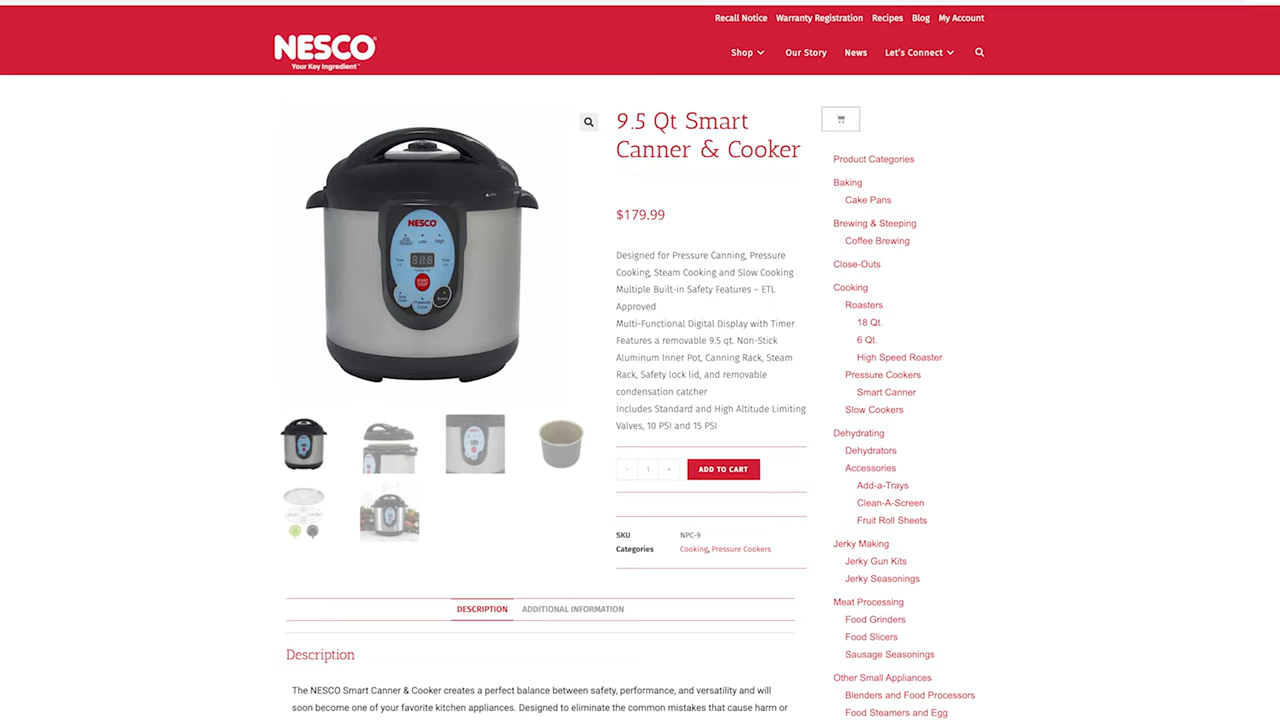 Recall Notice Warranty Registration Recipes Blog My Account
NESCO
Your Key Ingredient™
Shop Our Story News Let's Connect
9.5 Qt Smart
Canner & Cooker
$179.99
Designed for Pressure Canning, Pressure
Cooking, Steam Cooking and Slow Cooking
Multiple Built-in Safety Features – ETL
Approved
Multi-Functional Digital Display with Timer
Features a removable 9.5 qt. Non-Stick
Aluminum Inner Pot, Canning Rack, Steam
Rack, Safety lock lid, and removable
condensation catcher
Includes Standard and High Altitude Limiting
Valves, 10 PSI and 15 PSI
- 1 + ADD TO CART
SKU NPC-9
Categories Cooking, Pressure Cookers
NESCO
Low High
START
STOP
Product Categories
Baking
Cake Pans
Brewing & Steeping
Coffee Brewing
Close-Outs
Cooking
Roasters
18 Qt.
6 Qt.
High Speed Roaster
Pressure Cookers
Smart Canner
Slow Cookers
Dehydrating
Dehydrators
Accessories
Add-a-Trays
Clean-A-Screen
Fruit Roll Sheets
Jerky Making
Jerky Gun Kits
Jerky Seasonings
Meat Processing
Food Grinders
Food Slicers
Sausage Seasonings
Other Small Appliances
Blenders and Food Processors
Food Steamers and Egg
DESCRIPTION ADDITIONAL INFORMATION
Description
The NESCO Smart Canner & Cooker creates a perfect balance between safety, performance, and versatility and will
soon become one of your favorite kitchen appliances. Designed to eliminate the common mistakes that cause harm or